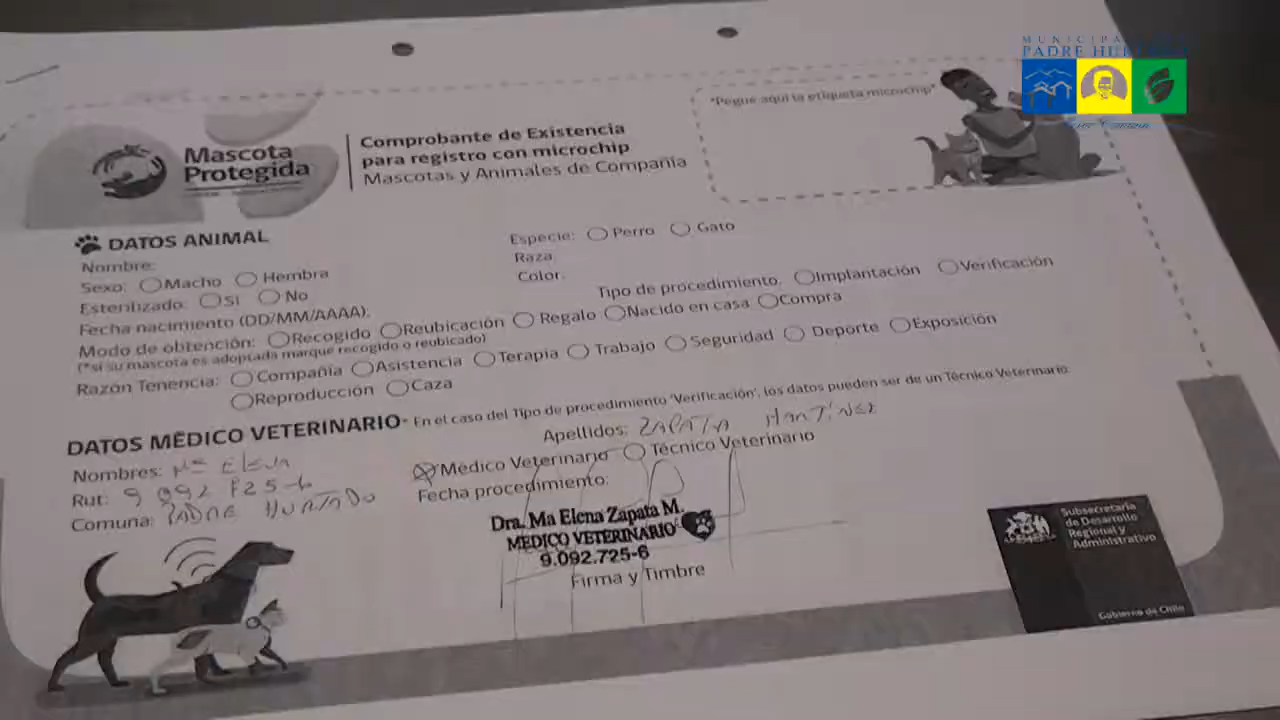 MUNICIPALIDAD
PADRE HURTADO
*Pegue aquí la etiqueta microchip*
Mascota
Protegida
Comprobante de Existencia
para registro con microchip
Mascotas y Animales de Compañía
DATOS ANIMAL
Nombre:
Sexo: Macho Hembra
Esterilizado: Si No
Fecha nacimiento (DD/MM/AAAA):
Especie: Perro Gato
Raza:
Color:
Tipo de procedimiento. Implantación Verificación
Modo de obtención: Recogido Reubicación Regalo Nacido en casa Compra
(*si su mascota es adoptada marque recogido o reubicado)
Razón Tenencia: Compañía Asistencia Terapia Trabajo Seguridad Deporte Exposición
Reproducción Caza
DATOS MÉDICO VETERINARIO- En el caso del Tipo de procedimiento 'Verificación', los datos pueden ser de un Técnico Veterinario
Nombres: Mª ELENA
Apellidos: ZAPATA MARTÍNEZ
Rut: 9 092 725-6
Médico Veterinario Técnico Veterinario
Comuna: PADRE HURTADO
Fecha procedimiento:
Dra. Ma Elena Zapata M.
MEDICO VETERINARIO
9.092.725-6
Firma y Timbre
Subsecretaría
de Desarrollo
Regional y
Administrativo
Gobierno de Chile